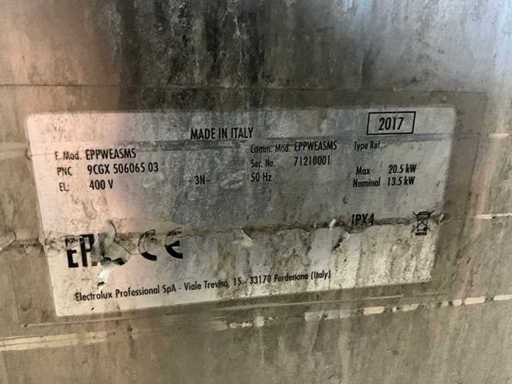 MADE IN ITALY 2017
F. Mod. EPPWEASMS Comm. Mod. EPPWEASMS Type Ref.
PNC 9CGX 506065 03 Ser. No. 71210001 Max 20.5 kW
EL: 400 V -3N- 50 Hz Nominal 13.5 kW
IPX4
EAC CE
Electrolux Professional SpA - Viale Treviso, 15 - 33170 Pordenone (Italy)